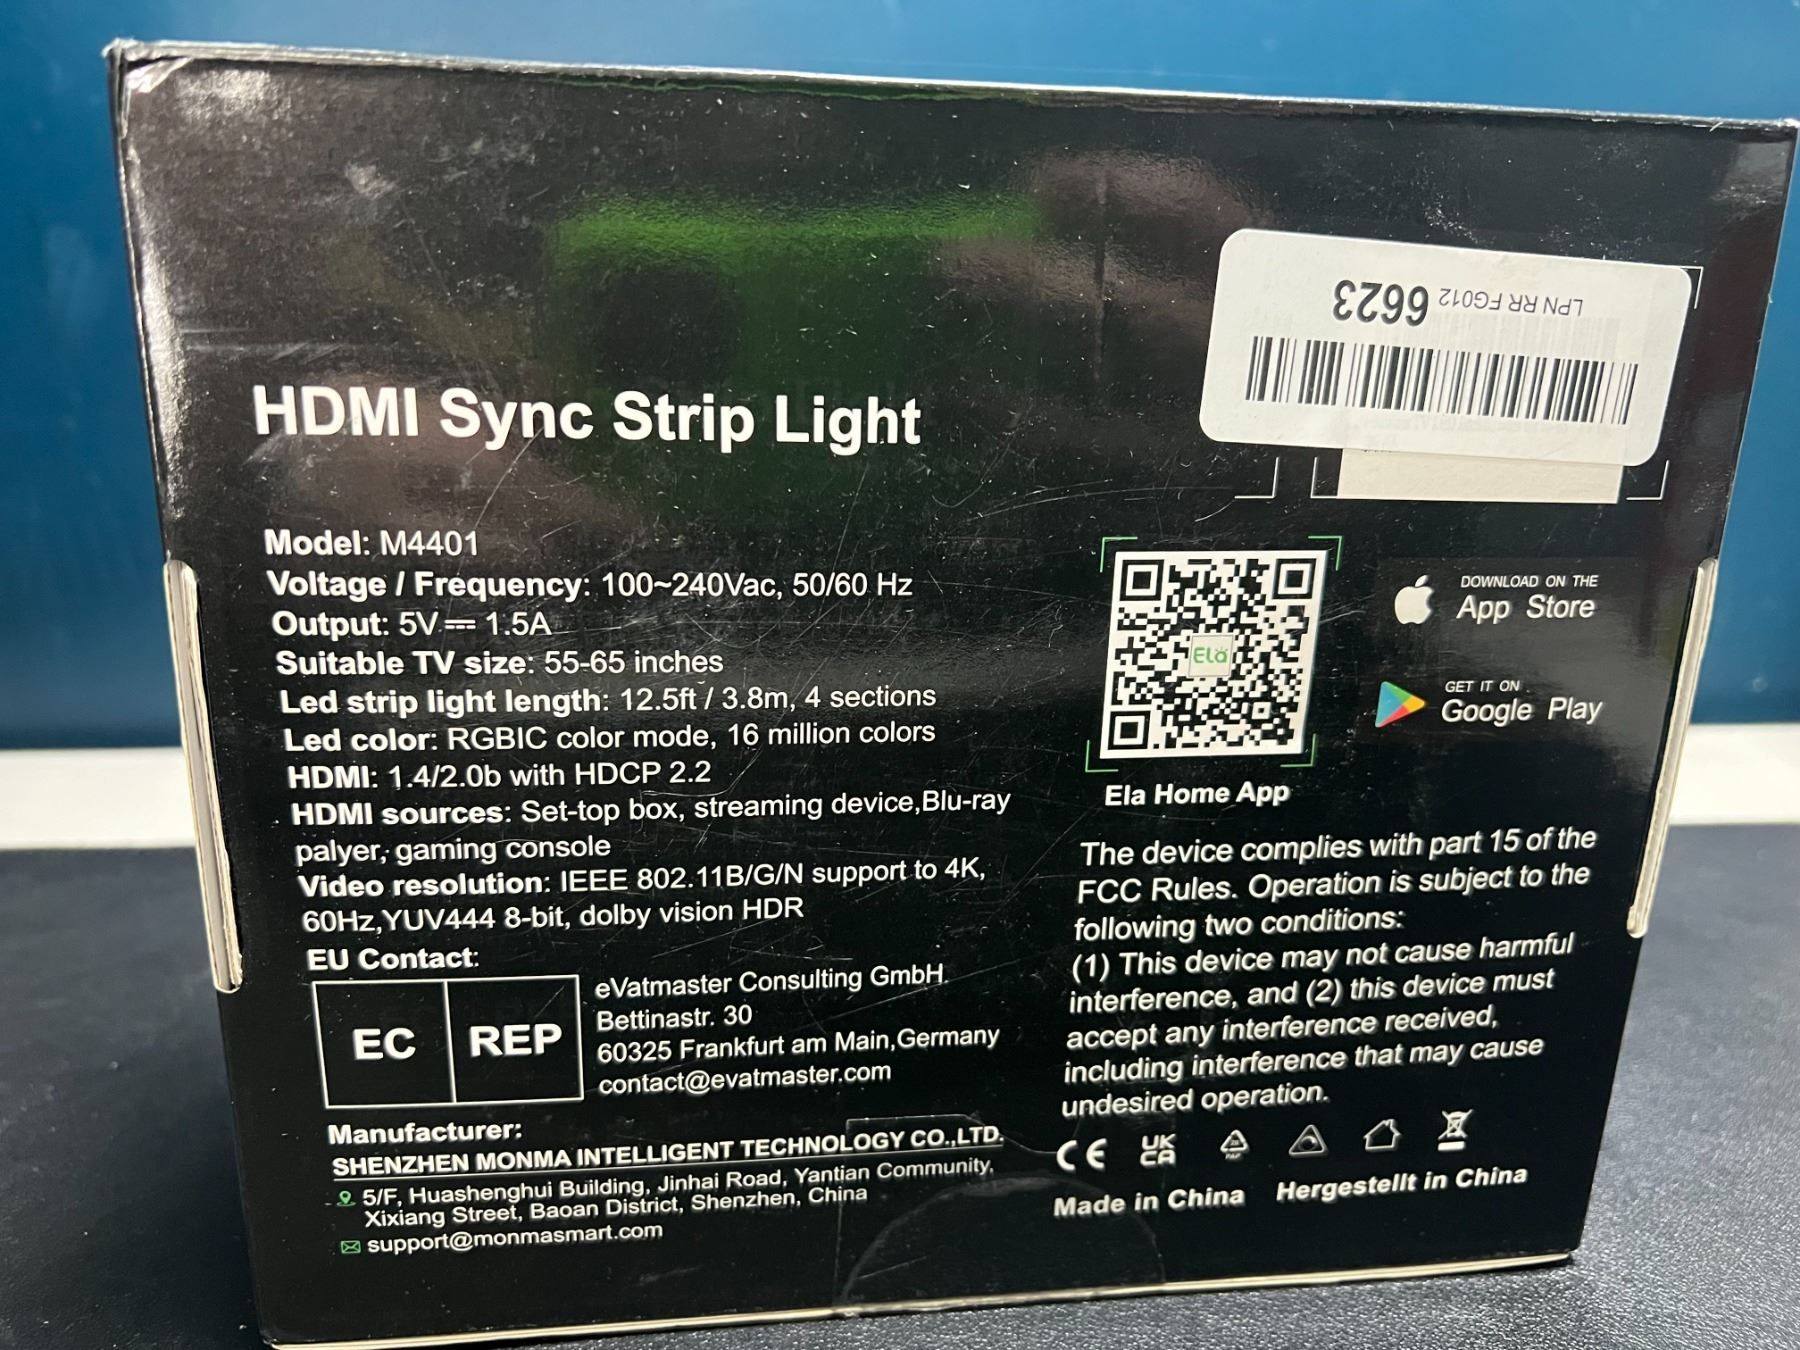 6623 LPN RR FG012
HDMI Sync Strip Light
Model: M4401
Voltage / Frequency: 100~240Vac, 50/60 Hz
Output: 5V⎓1.5A
Suitable TV size: 55-65 inches
Led strip light length: 12.5ft / 3.8m, 4 sections
Led color: RGBIC color mode, 16 million colors
HDMI: 1.4/2.0b with HDCP 2.2
HDMI sources: Set-top box, streaming device,Blu-ray
palyer, gaming console
Video resolution: IEEE 802.11B/G/N support to 4K,
60Hz,YUV444 8-bit, dolby vision HDR
EU Contact:
EC REP
eVatmaster Consulting GmbH
Bettinastr. 30
60325 Frankfurt am Main,Germany
contact@evatmaster.com
Manufacturer:
SHENZHEN MONMA INTELLIGENT TECHNOLOGY CO.,LTD.
5/F, Huashenghui Building, Jinhai Road, Yantian Community,
Xixiang Street, Baoan District, Shenzhen, China
support@monmasmart.com
Ela
DOWNLOAD ON THE
App Store
GET IT ON
Google Play
Ela Home App
The device complies with part 15 of the
FCC Rules. Operation is subject to the
following two conditions:
(1) This device may not cause harmful
interference, and (2) this device must
accept any interference received,
including interference that may cause
undesired operation.
CE UK
CA
PAP
Made in China Hergestellt in China